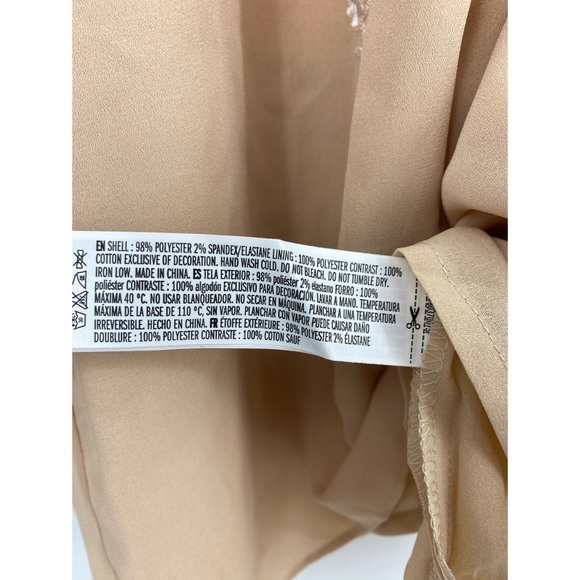 EN SHELL : 98% POLYESTER 2% SPANDEX/ELASTANE LINING : 100% POLYESTER CONTRAST : 100%
COTTON EXCLUSIVE OF DECORATION. HAND WASH COLD. DO NOT BLEACH. DO NOT TUMBLE DRY.
IRON LOW. MADE IN CHINA. ES TELA EXTERIOR : 98% poliéster 2% elastano FORRO : 100%
poliéster CONTRASTE : 100% algodón EXCLUSIVO PARA DECORACIÓN. LAVAR A MANO. TEMPERATURA
MÁXIMA 40 °C. NO USAR BLANQUEADOR. NO SECAR EN MÁQUINA. PLANCHAR A UNA TEMPERATURA
MÁXIMA DE LA BASE DE 110 °C, SIN VAPOR. PLANCHAR CON VAPOR PUEDE CAUSAR DAÑO
IRREVERSIBLE. HECHO EN CHINA. FR ÉTOFFE EXTÉRIEURE : 98% POLYESTER 2% ÉLASTANE
DOUBLURE : 100% POLYESTER CONTRASTE : 100% COTON SAUF